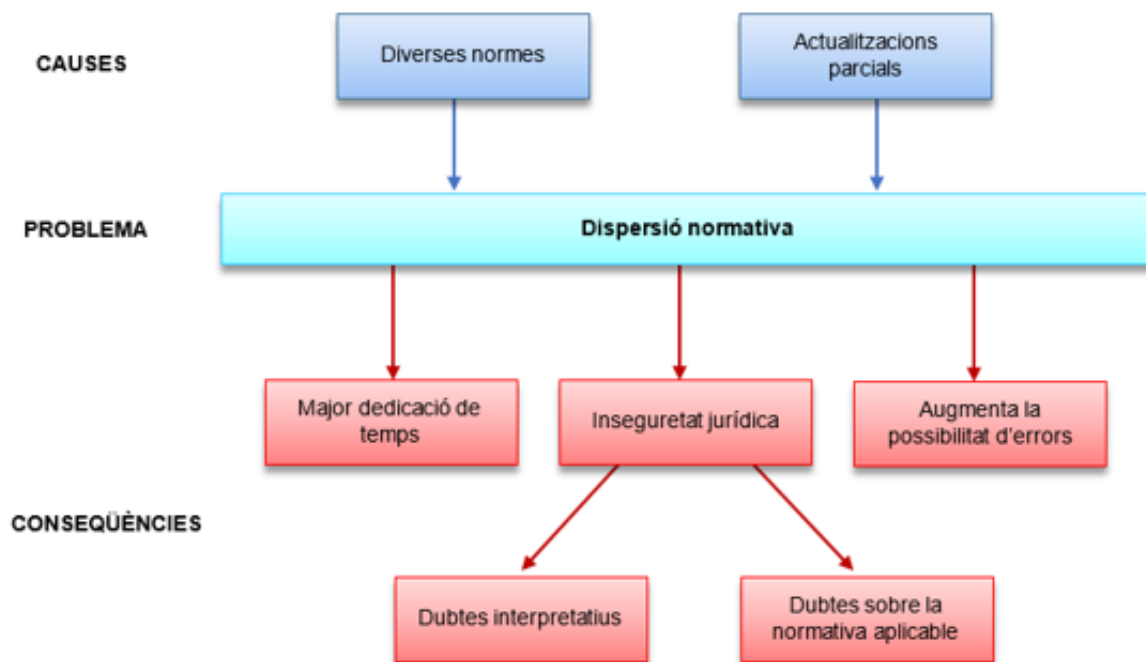 CAUSES
Diverses normes
Actualitzacions
parcials
PROBLEMA
Dispersió normativa
Major dedicació de
temps
Inseguretat jurídica
Augmenta la
possibilitat d'errors
CONSEQÜÈNCIES
Dubtes interpretatius
Dubtes sobre la
normativa aplicable